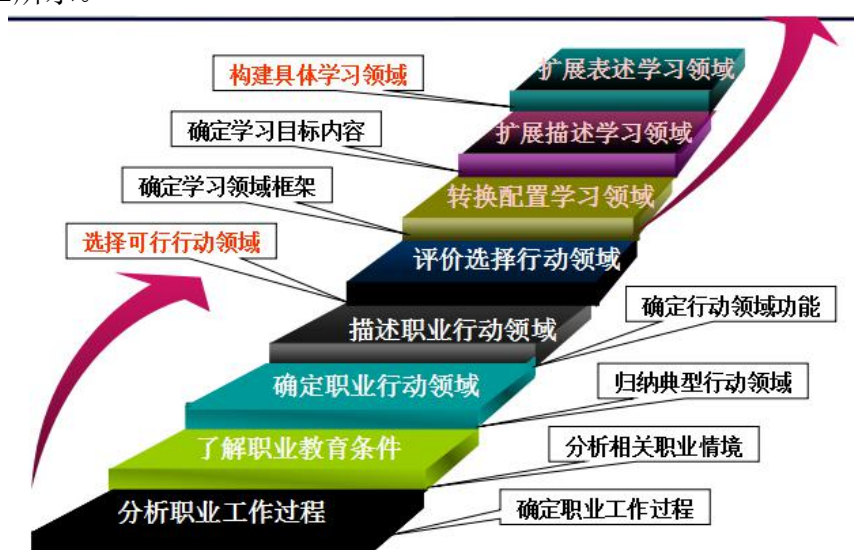 扩展表述学习领域
构建具体学习领域
扩展描述学习领域
确定学习目标内容
转换配置学习领域
确定学习领域框架
评价选择行动领域
选择可行行动领域
描述职业行动领域
确定行动领域功能
确定职业行动领域
归纳典型行动领域
了解职业教育条件
分析相关职业情境
分析职业工作过程
确定职业工作过程